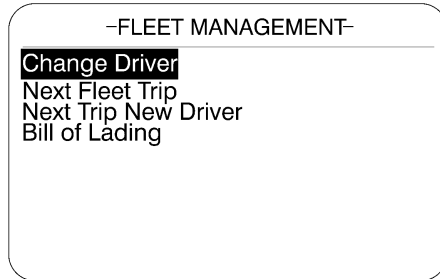 -FLEET MANAGEMENT-
Change Driver
Next Fleet Trip
Next Trip New Driver
Bill of Lading